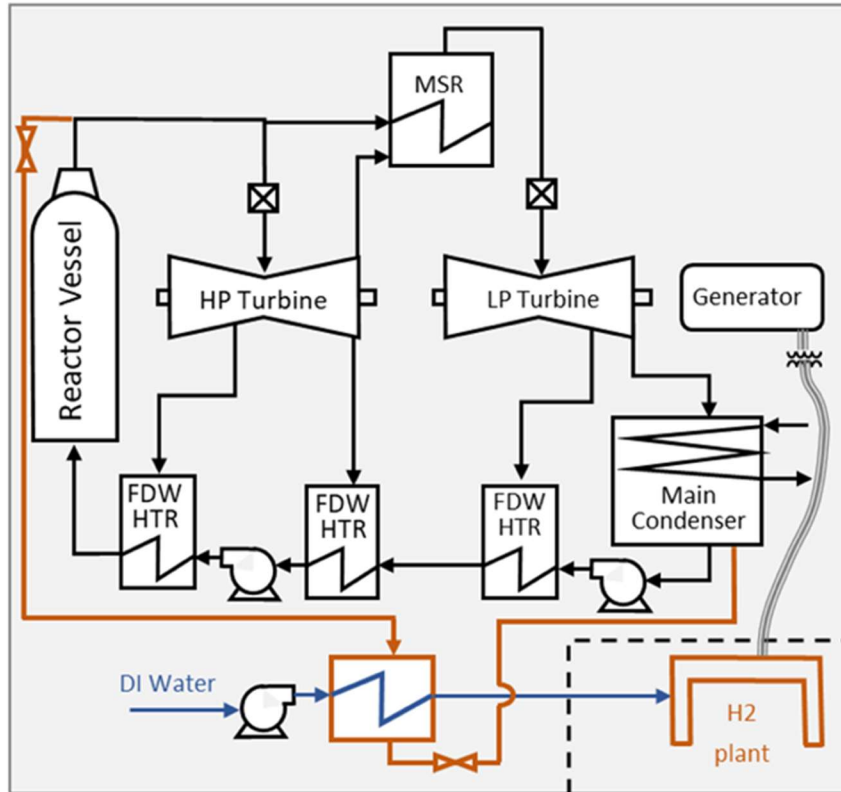 MSR
Reactor Vessel
HP Turbine
LP Turbine
Generator
FDW
HTR
FDW
HTR
FDW
HTR
Main
Condenser
DI Water
H2
plant